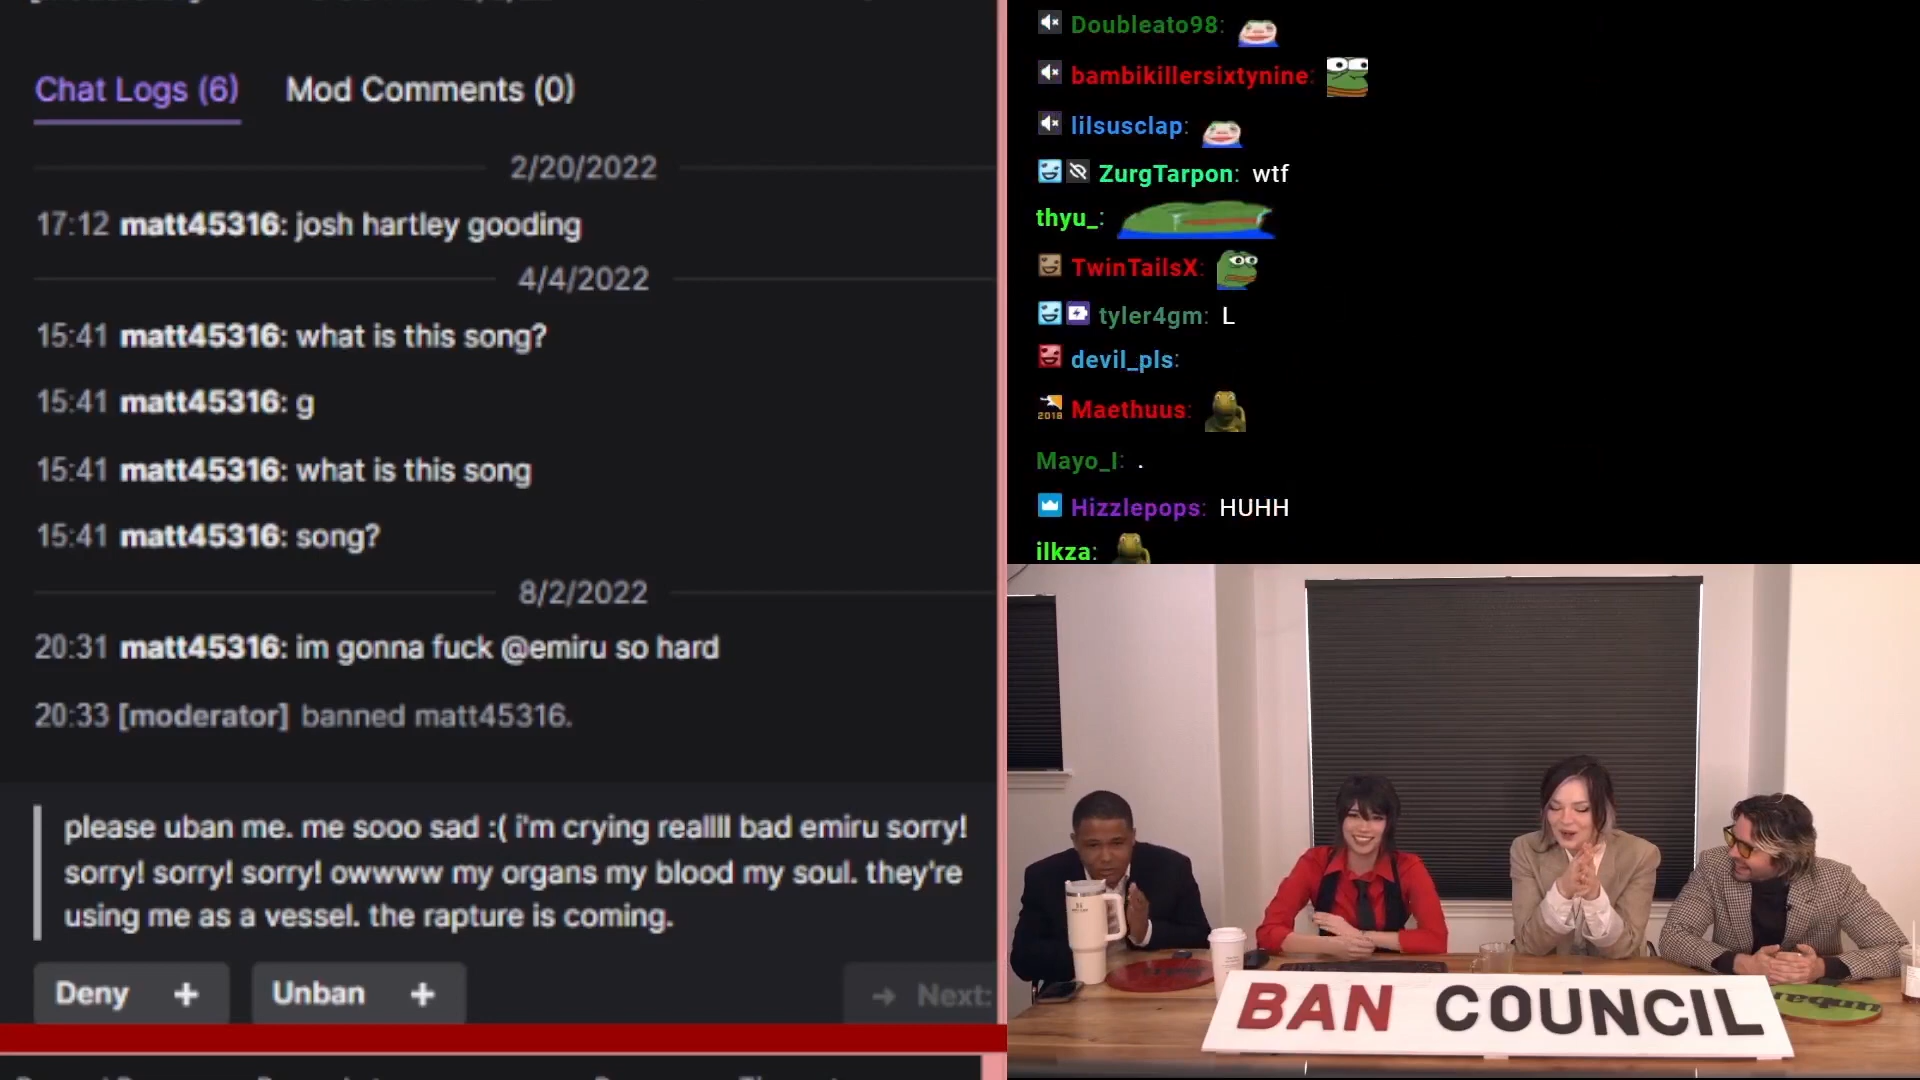 Chat Logs (6) Mod Comments (0)
2/20/2022
17:12 matt45316: josh hartley gooding
4/4/2022
15:41 matt45316: what is this song?
15:41 matt45316: g
15:41 matt45316: what is this song
15:41 matt45316: song?
8/2/2022
20:31 matt45316: im gonna fuck @emiru so hard
20:33 [moderator] banned matt45316.
please uban me. me sooo sad :( i'm crying reallll bad emiru sorry!
sorry! sorry! sorry! owwww my organs my blood my soul. they're
using me as a vessel. the rapture is coming.
Deny + Unban + → Next:
Doubleato98:
bambikillersixtynine:
lilsusclap:
ZurgTarpon: wtf
thyu_:
TwinTailsX:
tyler4gm: L
devil_pls:
2018 Maethuus:
Mayo_I: .
Hizzlepops: HUHH
ilkza:
BAN COUNCIL
unban